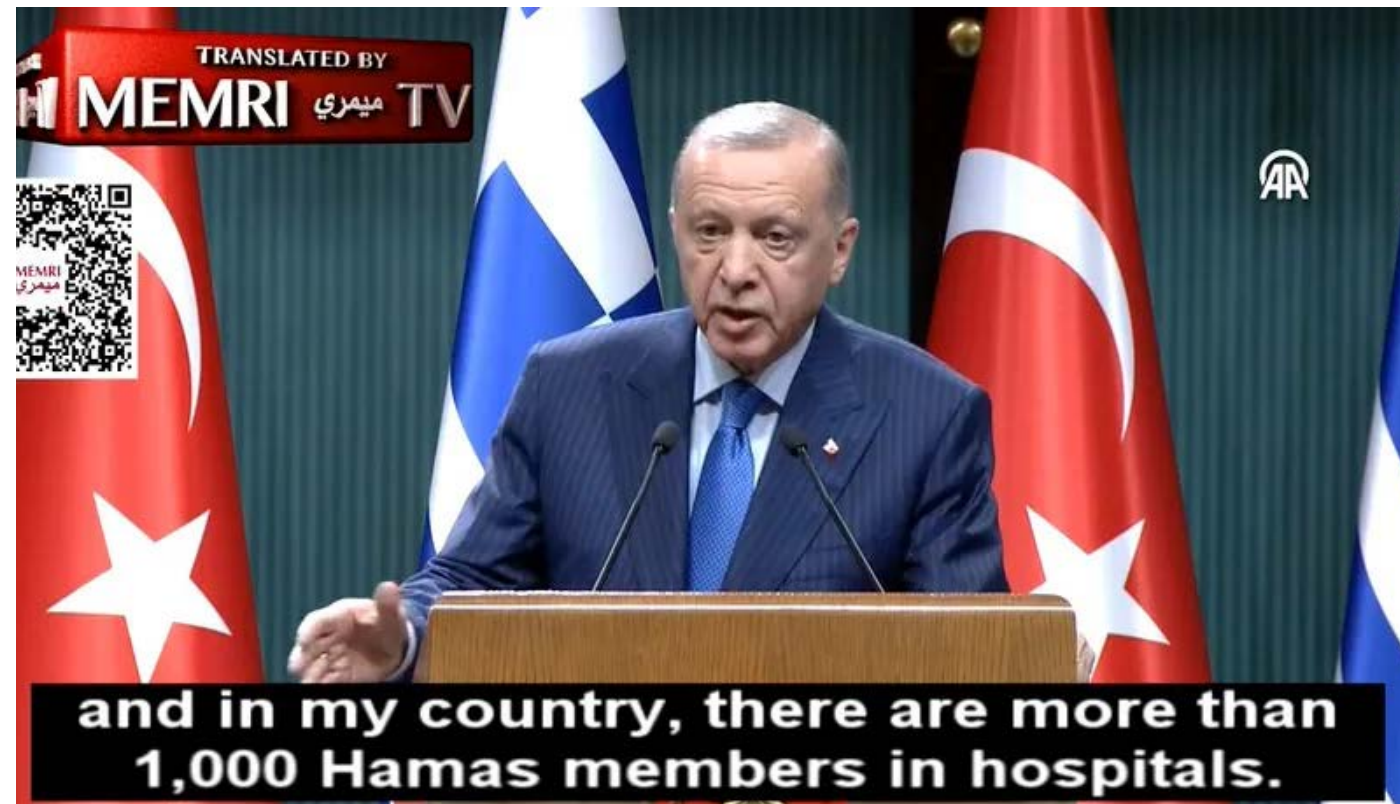 TRANSLATED BY
MEMRI ميمري TV
AA
MEMRI
ميمري
and in my country, there are more than
1,000 Hamas members in hospitals.